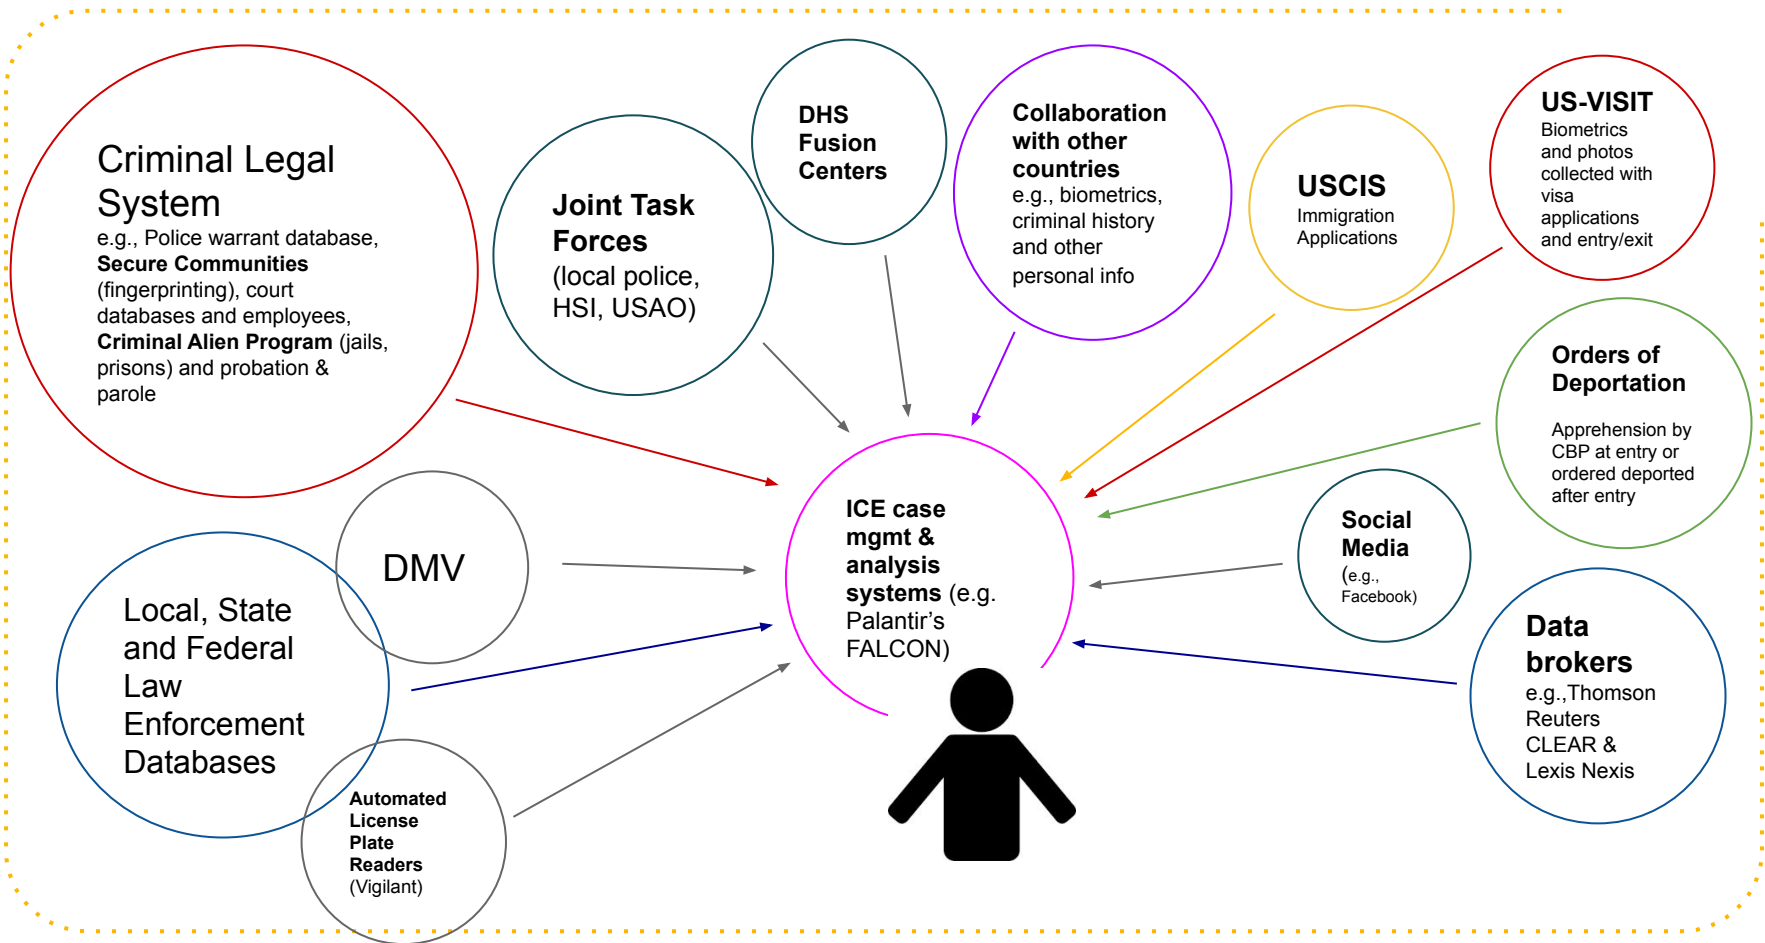 Criminal Legal
System
e.g., Police warrant database,
Secure Communities
(fingerprinting), court
databases and employees,
Criminal Alien Program (jails,
prisons) and probation &
parole
Joint Task
Forces
(local police,
HSI, USAO)
DHS
Fusion
Centers
Collaboration
with other
countries
e.g., biometrics,
criminal history
and other
personal info
USCIS
Immigration
Applications
US-VISIT
Biometrics
and photos
collected with
visa
applications
and entry/exit
Orders of
Deportation
Apprehension by
CBP at entry or
ordered deported
after entry
Social
Media
(e.g.,
Facebook)
Data
brokers
e.g.,Thomson
Reuters
CLEAR &
Lexis Nexis
ICE case
mgmt &
analysis
systems (e.g.
Palantir’s
FALCON)
DMV
Local, State
and Federal
Law
Enforcement
Databases
Automated
License
Plate
Readers
(Vigilant)